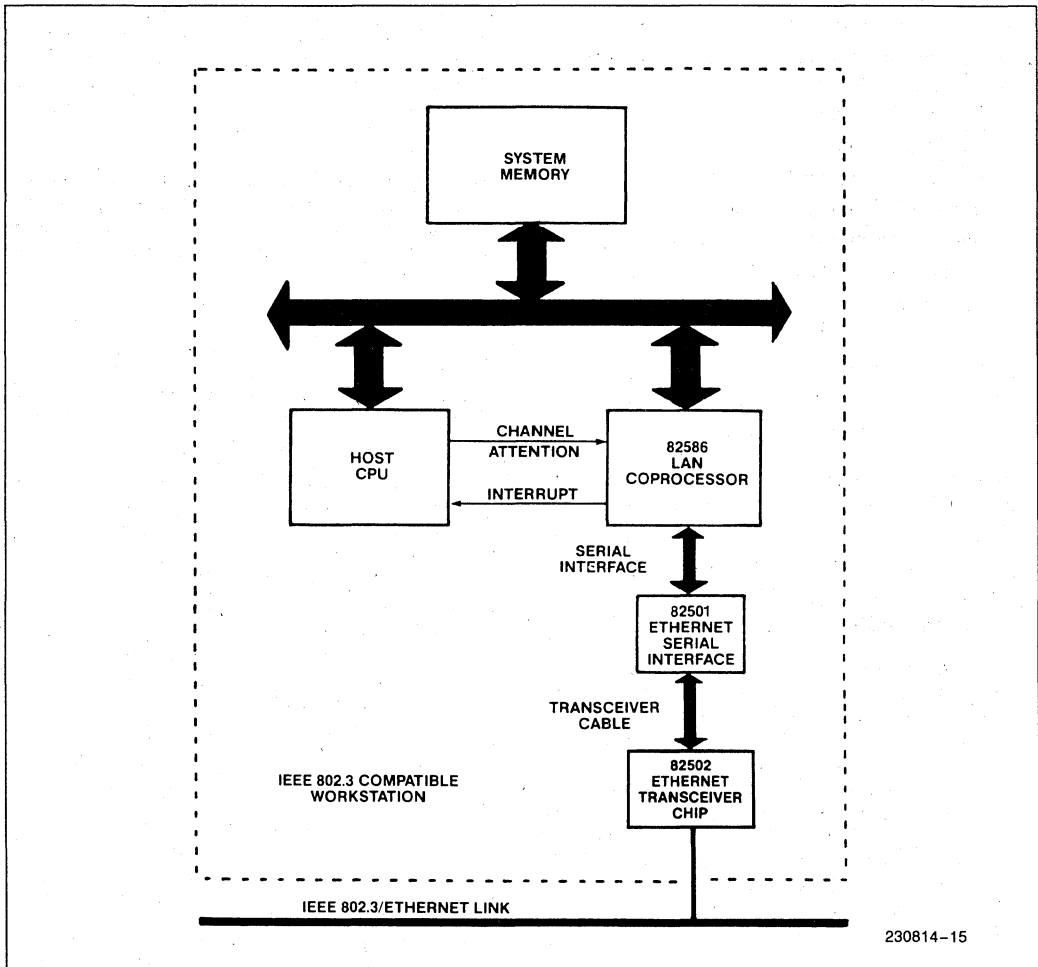 SYSTEM
MEMORY
HOST
CPU
CHANNEL
ATTENTION
INTERRUPT
82586
LAN
COPROCESSOR
SERIAL
INTERFACE
82501
ETHERNET
SERIAL
INTERFACE
TRANSCEIVER
CABLE
82502
ETHERNET
TRANSCEIVER
CHIP
IEEE 802.3 COMPATIBLE
WORKSTATION
IEEE 802.3/ETHERNET LINK
230814-15